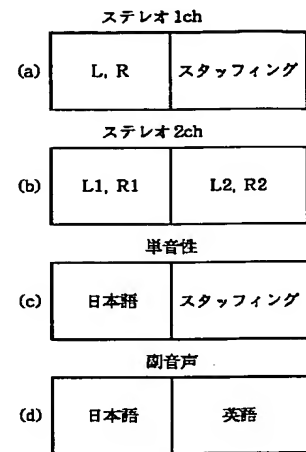 ステレオ 1ch
(a) L, R スタッフィング
ステレオ 2ch
(b) L1, R1 L2, R2
単音性
(c) 日本語 スタッフィング
副音声
(d) 日本語 英語